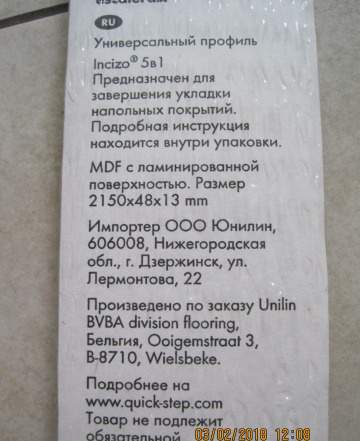 RU
Универсальный профиль
Incizo® 5в1
Предназначен для
завершения укладки
напольных покрытий.
Подробная инструкция
находится внутри упаковки.
MDF с ламинированной
поверхностью. Размер
2150x48x13 mm
Импортер ООО Юнилин,
606008, Нижегородская
обл., г. Дзержинск, ул.
Лермонтова, 22
Произведено по заказу Unilin
BVBA division flooring,
Бельгия, Ooigemstraat 3,
B-8710, Wielsbeke.
Подробнее на
www.quick-step.com
Товар не подлежит
обязательной
03/02/2018 12:08